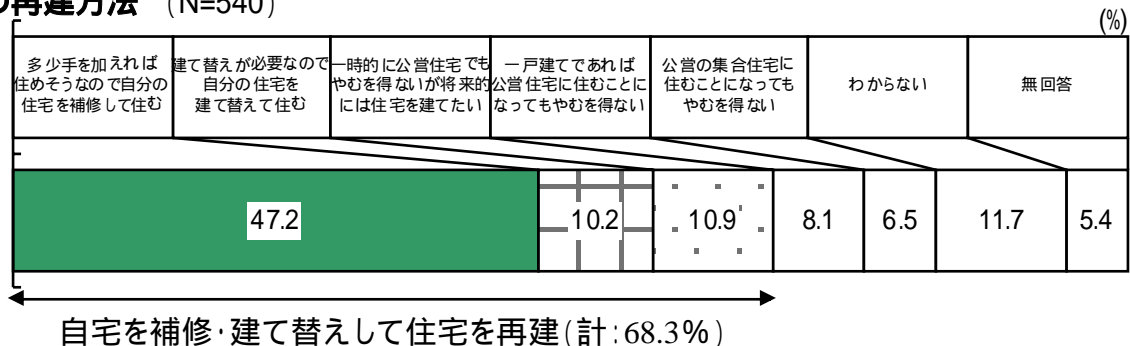 の再建方法 (N=540)
(%)
多少手を加えれば
住めそうなので自分の
住宅を補修して住む
建て替えが必要なので
自分の住宅を
建て替えて住む
一時的に公営住宅でも
やむを得ないが将来的
には住宅を建てたい
一戸建てであれば
公営住宅に住むことに
なってもやむを得ない
公営の集合住宅に
住むことになっても
やむを得ない
わからない
無回答
47.2
10.2
10.9
8.1
6.5
11.7
5.4
自宅を補修・建て替えして住宅を再建(計:68.3%)